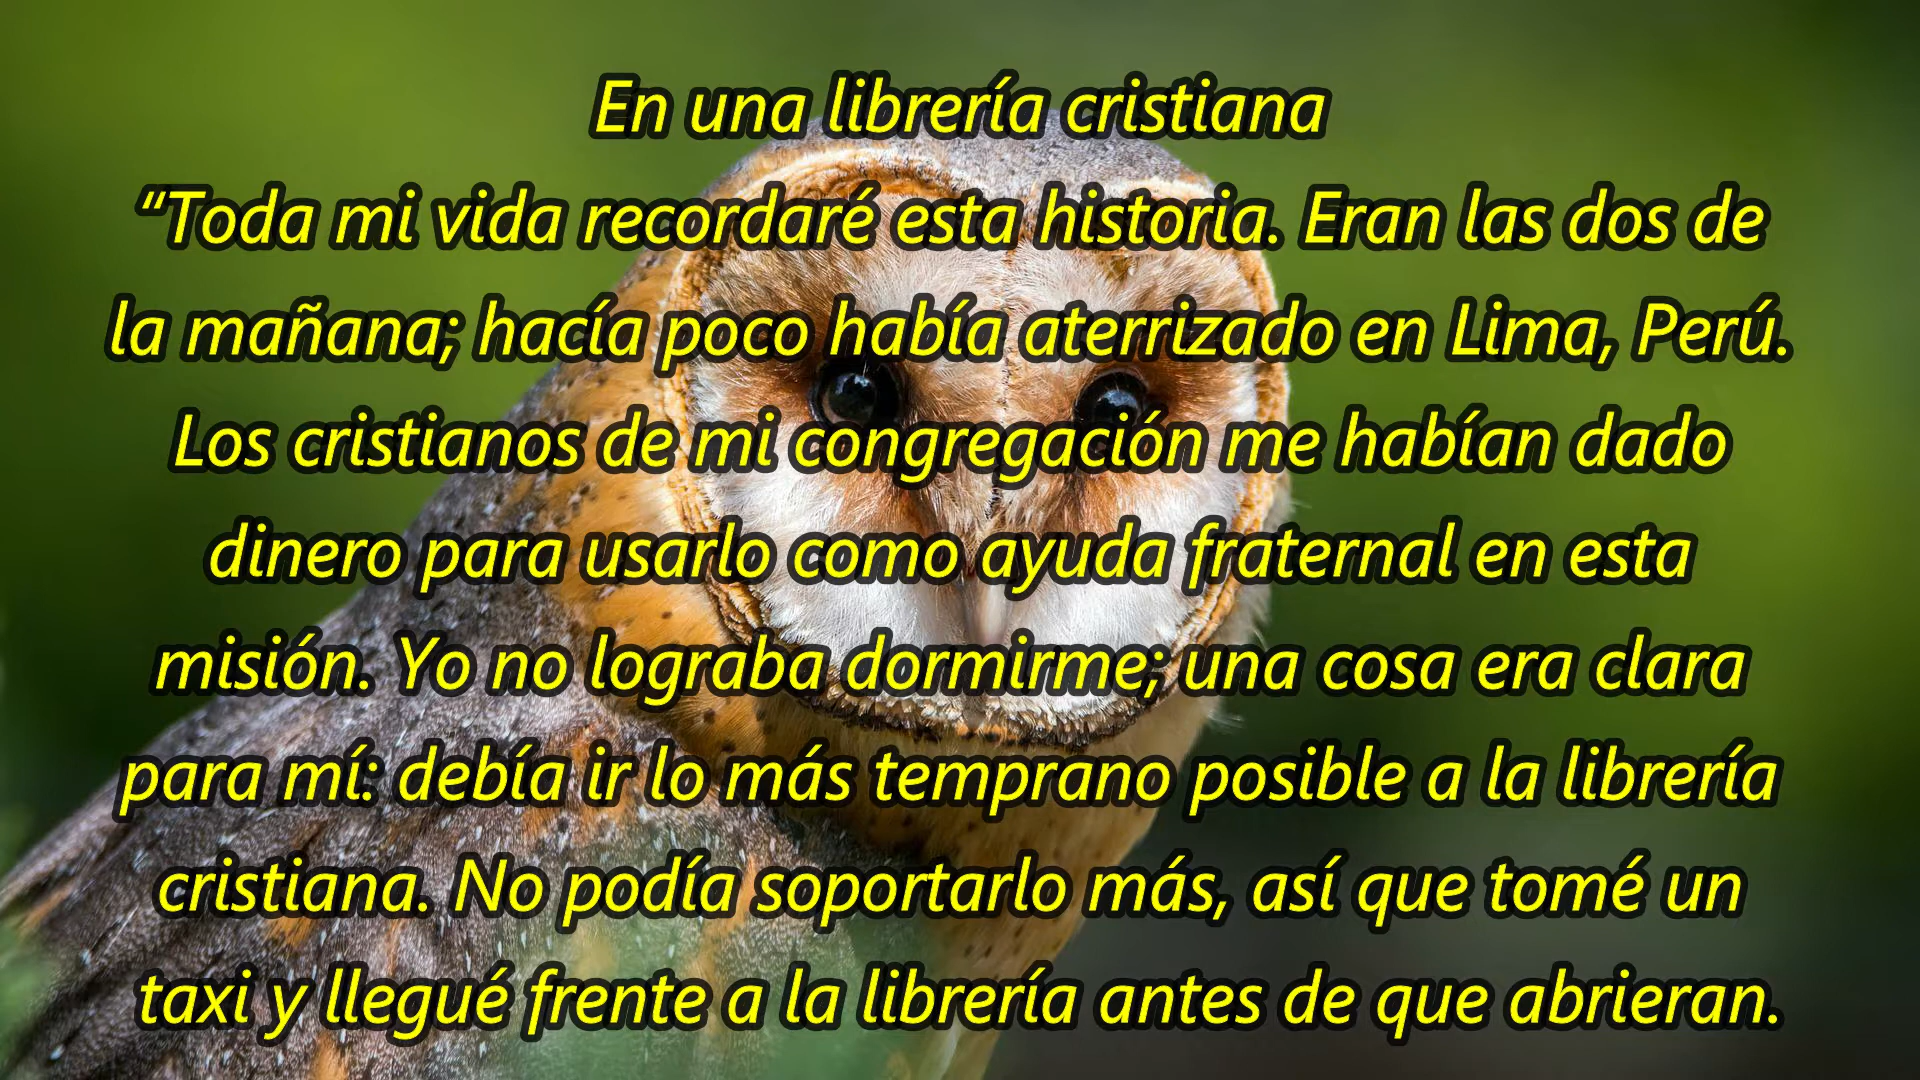 En una librería cristiana
“Toda mi vida recordaré esta historia. Eran las dos de
la mañana; hacía poco había aterrizado en Lima, Perú.
Los cristianos de mi congregación me habían dado
dinero para usarlo como ayuda fraternal en esta
misión. Yo no lograba dormirme; una cosa era clara
para mí: debía ir lo más temprano posible a la librería
cristiana. No podía soportarlo más, así que tomé un
taxi y llegué frente a la librería antes de que abrieran.